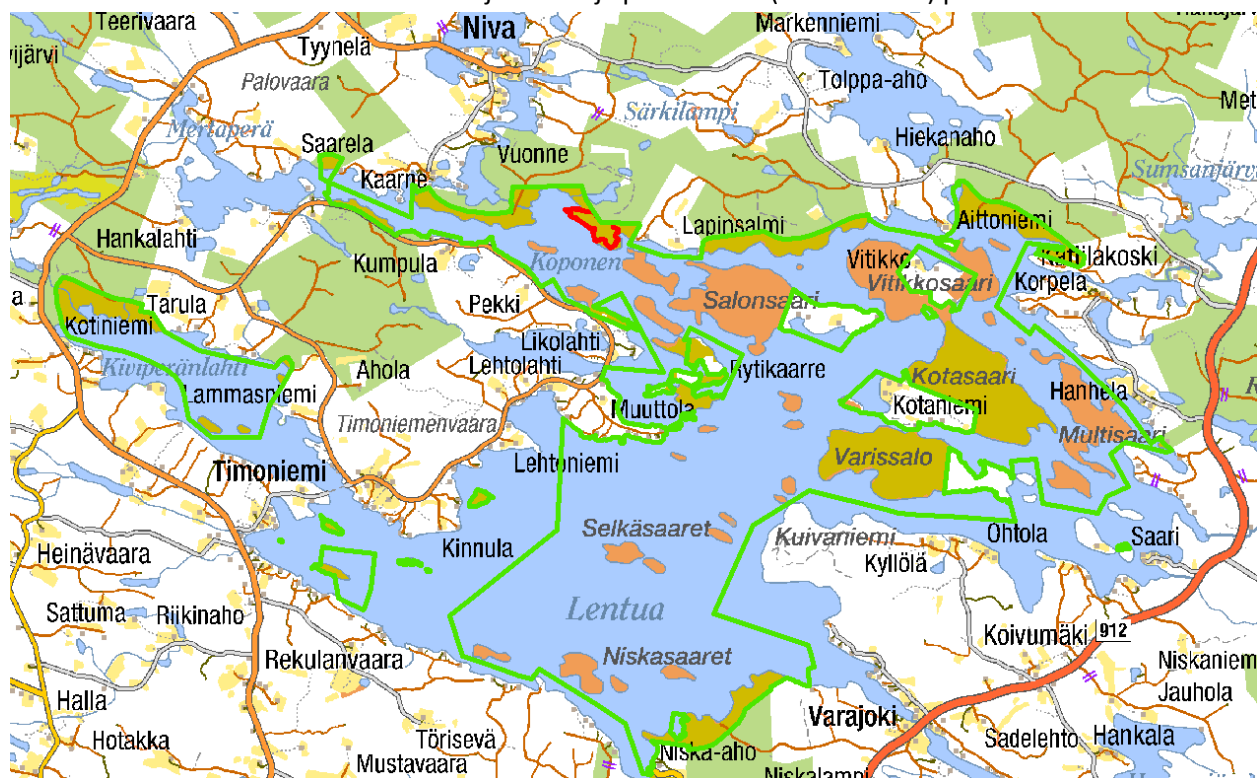 Teerivaara
Niva
Markenniemi
Tyynelä
Palovaara
Tolppa-aho
Särkilampi
Mertaperä
Hiekanaho
Saarela
Vuonne
Kaarne
Sumsanjärvi
Hankalahti
Lapinsalmi
Aittoniemi
Kumpula
Koponen
Vitikko
Vitikkosaari
Korpela
Tarula
Pekki
Salonsaari
Kotiniemi
Likolahti
Kiviperänlahti
Ahola
Lehtolahti
Rytikaarre
Kotasaari
Hanhela
Lammasniemi
Muuttola
Kotaniemi
Timoniemenvaara
Multisaari
Varissalo
Timoniemi
Lehtoniemi
Selkäsaaret
Kuivaniemi
Ohtola
Saari
Kinnula
Heinävaara
Kyllölä
Sattuma
Riikinaho
Lentua
Koivumäki
912
Rekulanvaara
Niskasaaret
Halla
Jauhola
Varajoki
Hotakka
Törisevä
Niska-aho
Sadelehto
Hankala
Mustavaara